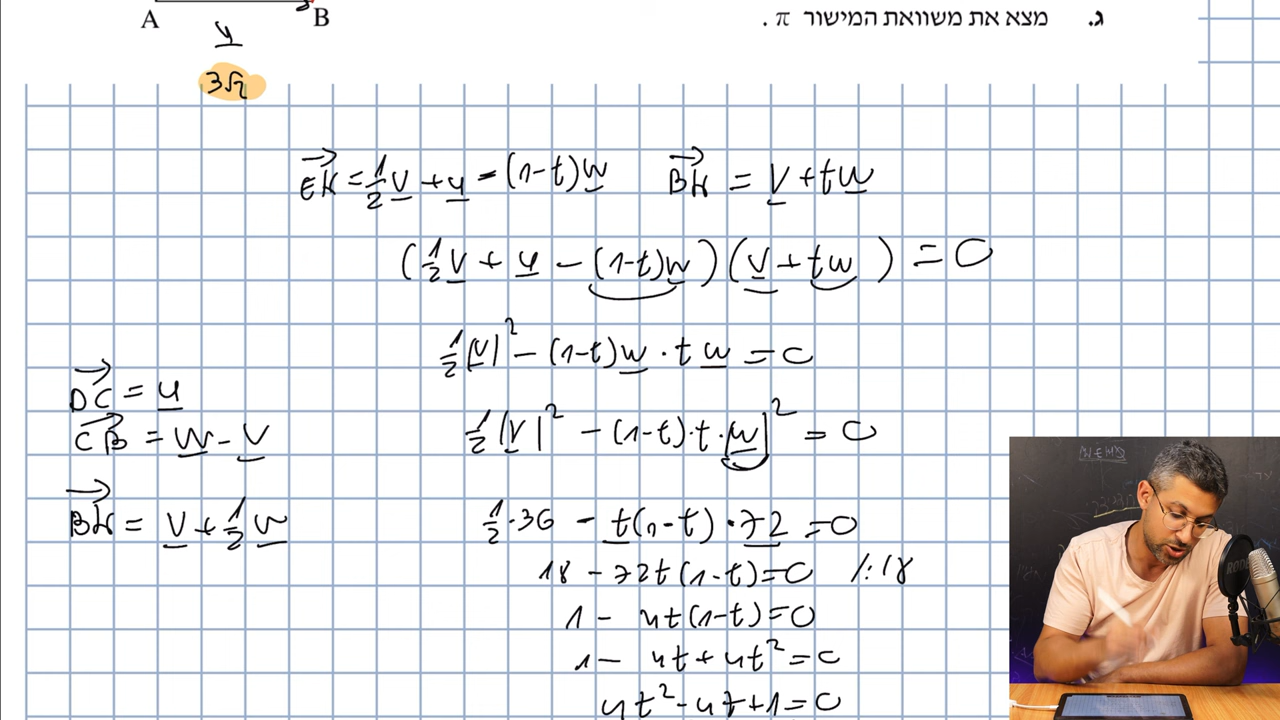 A B
ג. מצא את משוואת המישור π .
u
3√2
EK = ½v + u - (1-t)w BK = v + tw
(½v + u - (1-t)w)(v + tw) = 0
½|v|² - (1-t)w · tw = 0
DC = u
CB = w - v
½|v|² - (1-t)·t·|w|² = 0
BK = v + ½w
½·36 - t(1-t)·72 = 0
18 - 72t(1-t) = 0 /:18
1 - 4t(1-t) = 0
1 - 4t + 4t² = 0
4t² - 4t + 1 = 0